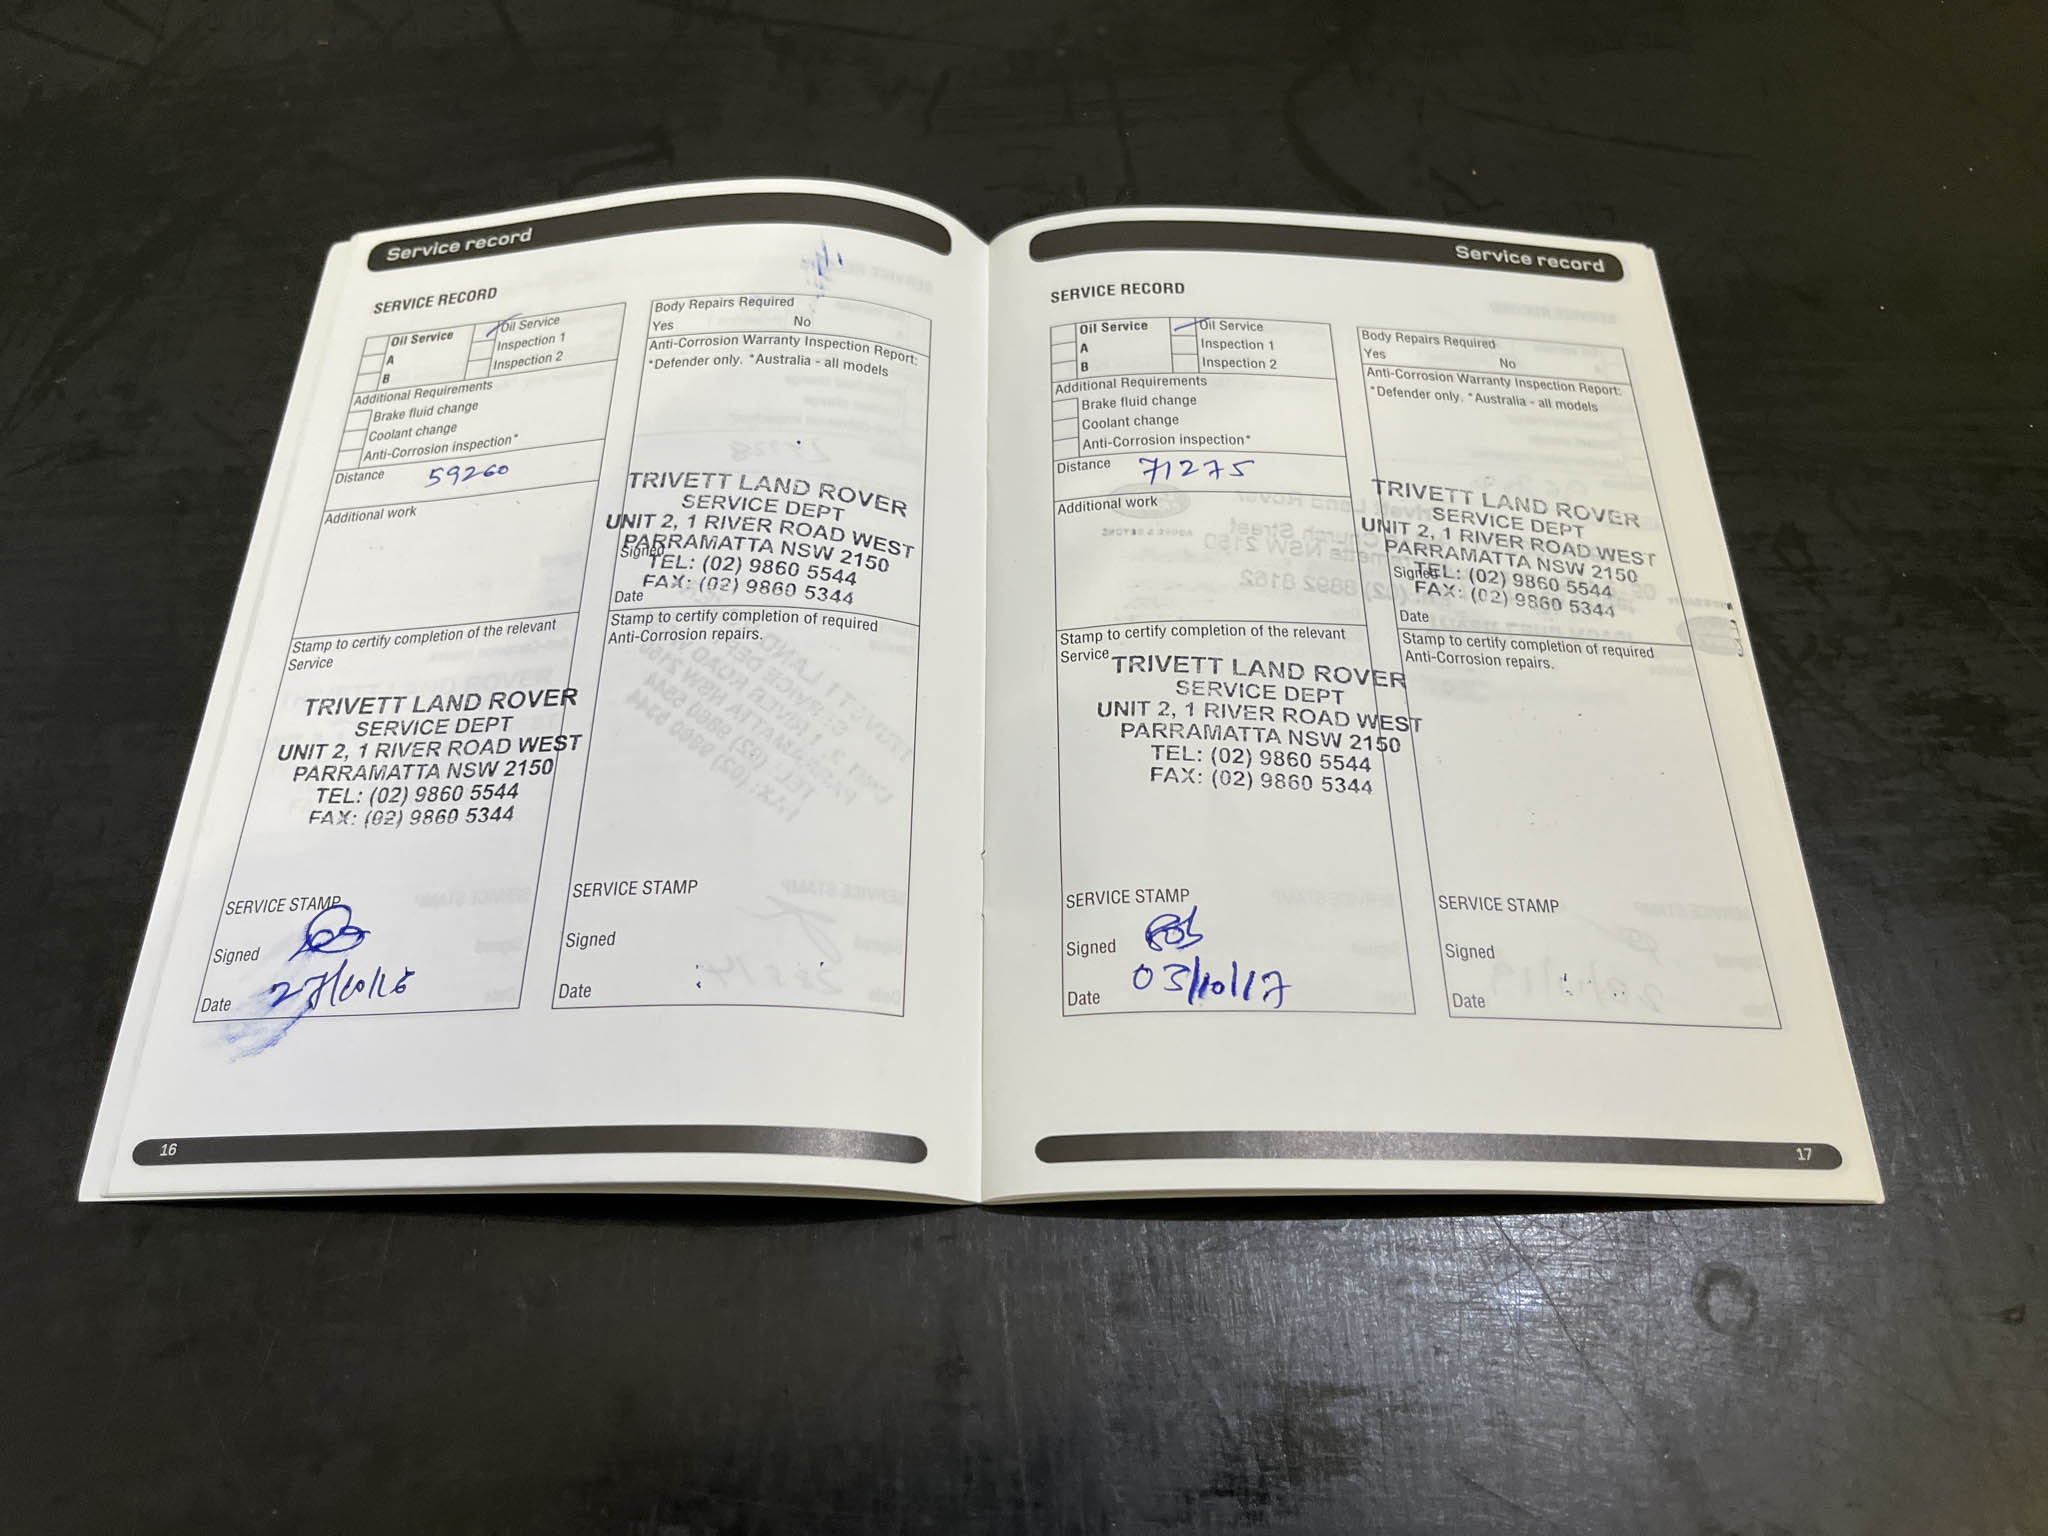 Service record
SERVICE RECORD
Oil Service
A
B
Oil Service
Inspection 1
Inspection 2
Additional Requirements
Brake fluid change
Coolant change
Anti-Corrosion inspection*
Distance 59260
Additional work
Stamp to certify completion of the relevant
Service
TRIVETT LAND ROVER
SERVICE DEPT
UNIT 2, 1 RIVER ROAD WEST
PARRAMATTA NSW 2150
TEL: (02) 9860 5544
FAX: (02) 9860 5344
SERVICE STAMP
Signed
Date 27/10/16
Body Repairs Required
Yes No
Anti-Corrosion Warranty Inspection Report:
*Defender only. *Australia - all models
TRIVETT LAND ROVER
SERVICE DEPT
UNIT 2, 1 RIVER ROAD WEST
PARRAMATTA NSW 2150
Signed
TEL: (02) 9860 5544
FAX: (02) 9860 5344
Date
Stamp to certify completion of required
Anti-Corrosion repairs.
SERVICE STAMP
Signed
Date
16
Service record
SERVICE RECORD
Oil Service
A
B
Oil Service
Inspection 1
Inspection 2
Additional Requirements
Brake fluid change
Coolant change
Anti-Corrosion inspection*
Distance 71275
Additional work
Stamp to certify completion of the relevant
Service
TRIVETT LAND ROVER
SERVICE DEPT
UNIT 2, 1 RIVER ROAD WEST
PARRAMATTA NSW 2150
TEL: (02) 9860 5544
FAX: (02) 9860 5344
SERVICE STAMP
Signed
Date 03/10/17
Body Repairs Required
Yes No
Anti-Corrosion Warranty Inspection Report:
*Defender only. *Australia - all models
TRIVETT LAND ROVER
SERVICE DEPT
UNIT 2, 1 RIVER ROAD WEST
PARRAMATTA NSW 2150
Signed
TEL: (02) 9860 5544
FAX: (02) 9860 5344
Date
Stamp to certify completion of required
Anti-Corrosion repairs.
SERVICE STAMP
Signed
Date
17